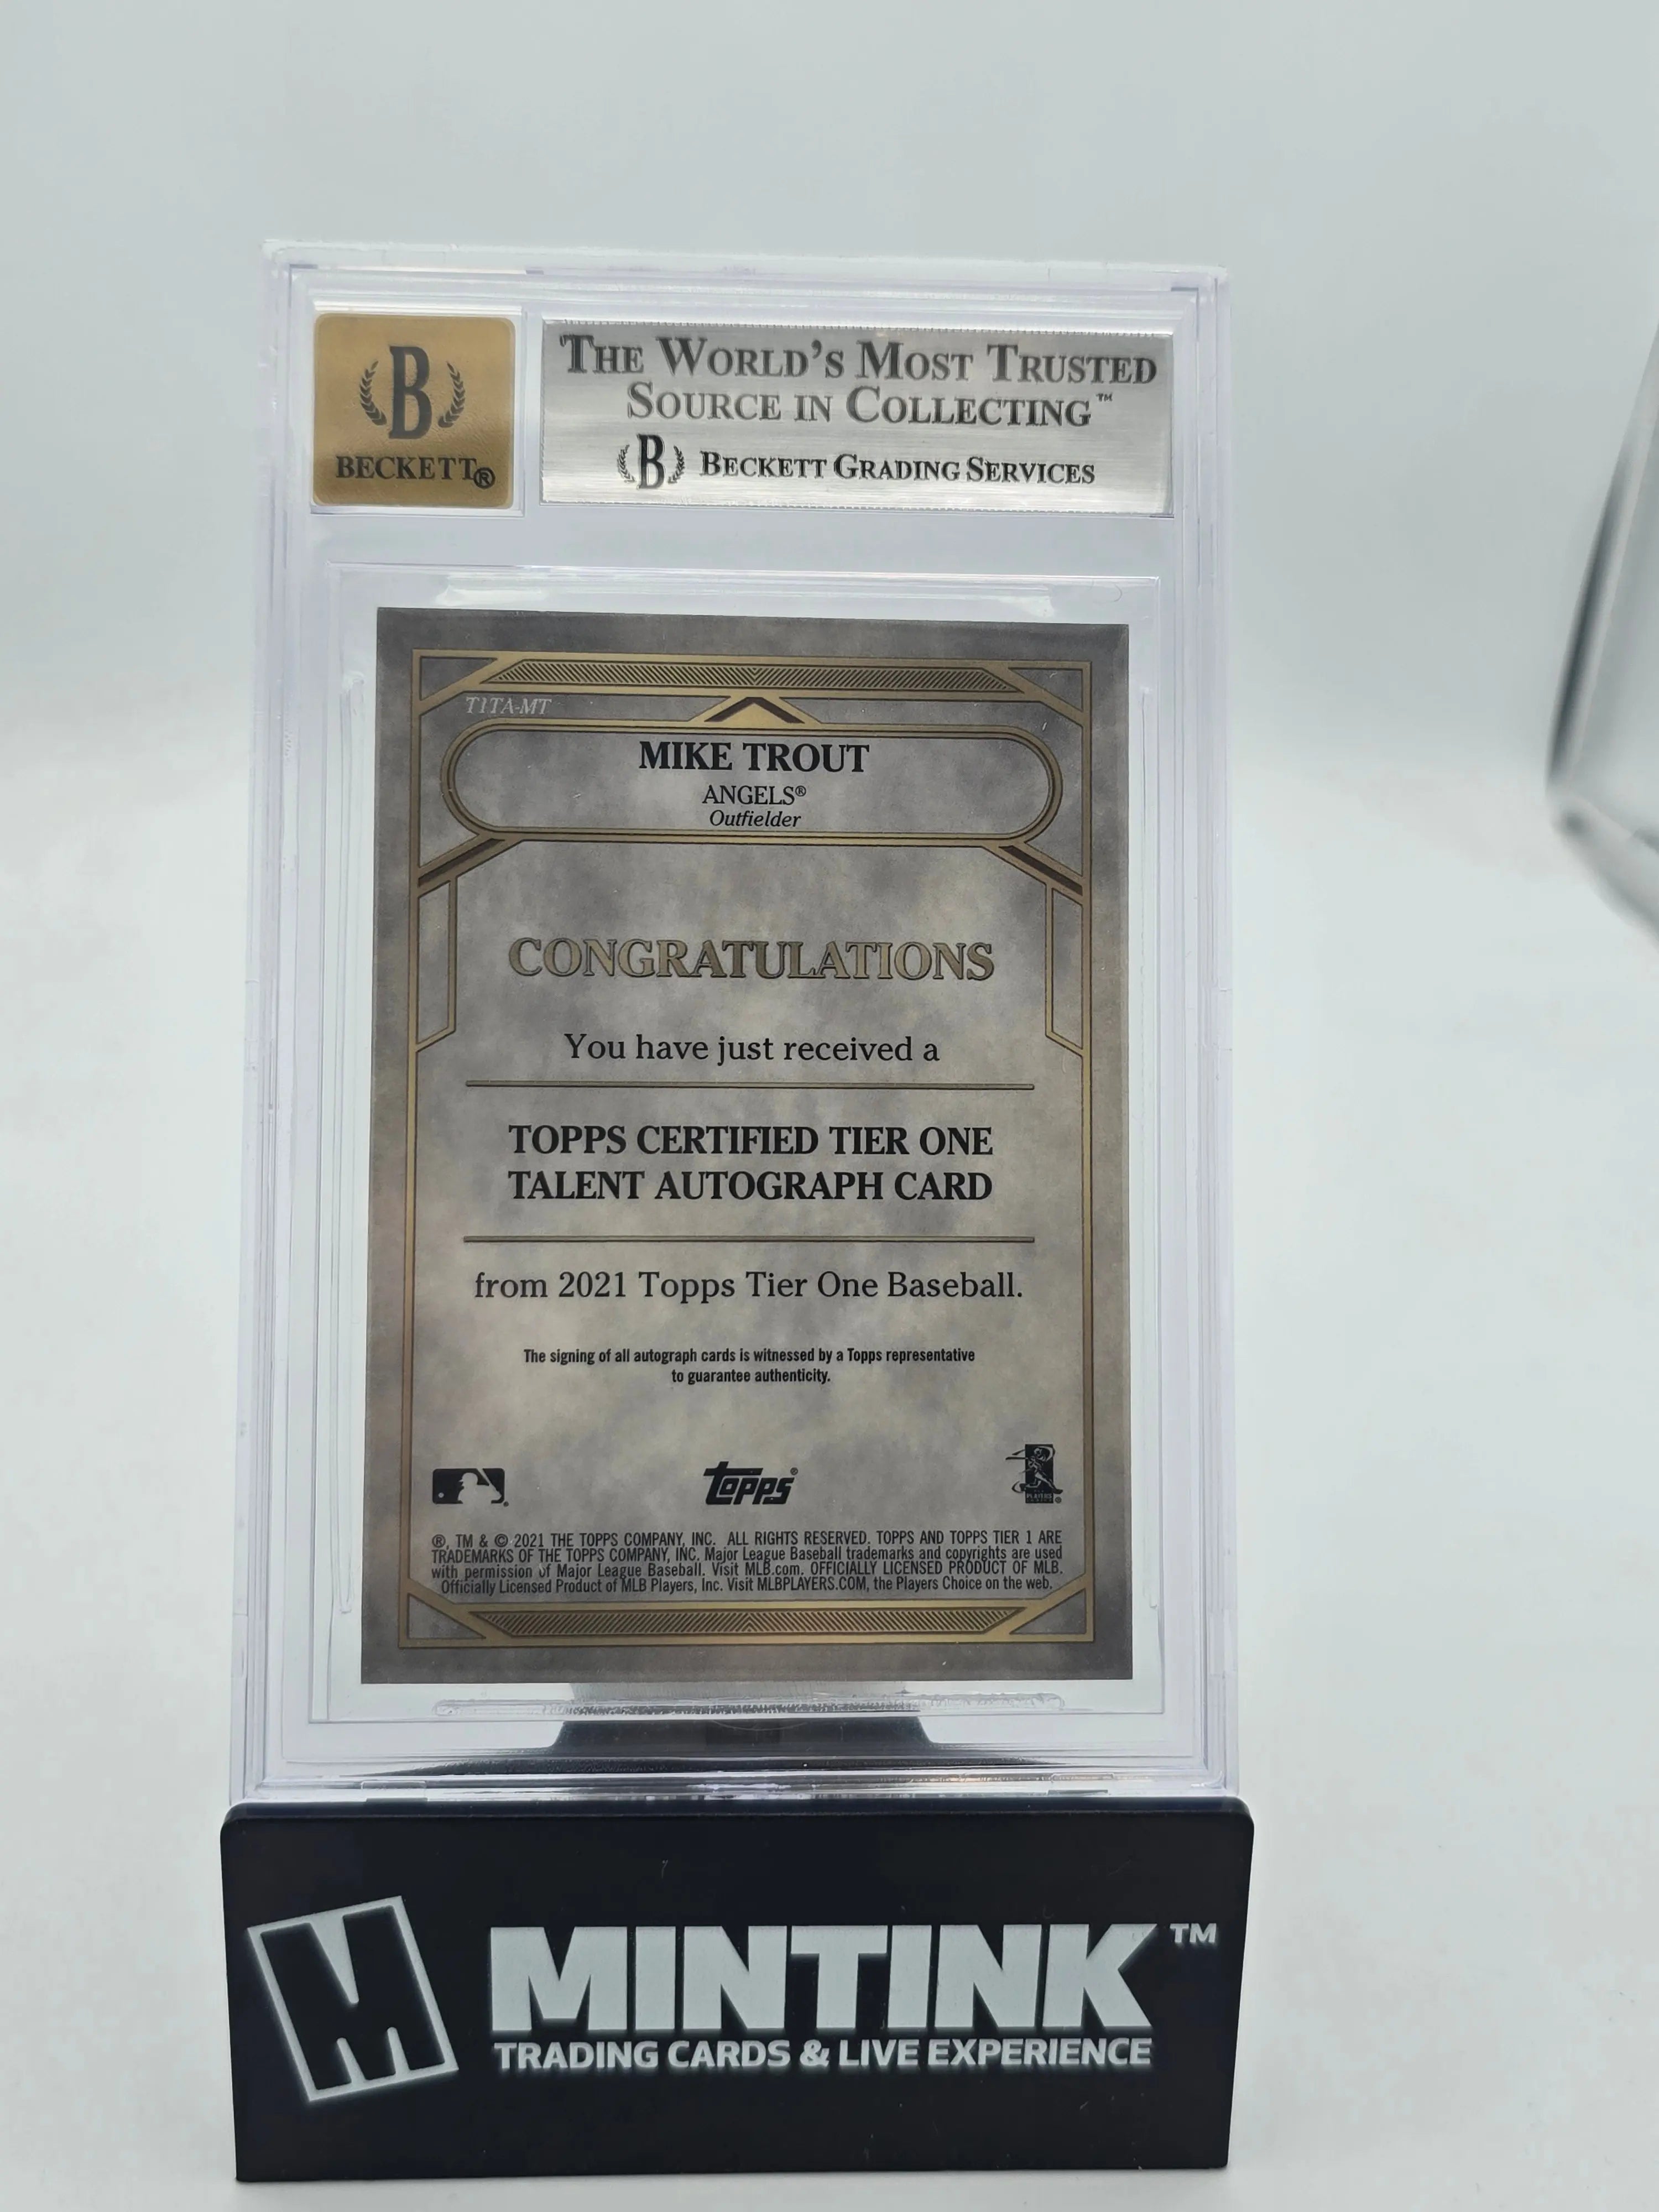 B
BECKETT®
THE WORLD'S MOST TRUSTED
SOURCE IN COLLECTING™
B BECKETT GRADING SERVICES
T1TA-MT
MIKE TROUT
ANGELS®
Outfielder
CONGRATULATIONS
You have just received a
TOPPS CERTIFIED TIER ONE
TALENT AUTOGRAPH CARD
from 2021 Topps Tier One Baseball.
The signing of all autograph cards is witnessed by a Topps representative
to guarantee authenticity.
topps®
PLAYERS
®, TM & © 2021 THE TOPPS COMPANY, INC. ALL RIGHTS RESERVED. TOPPS AND TOPPS TIER 1 ARE
TRADEMARKS OF THE TOPPS COMPANY, INC. Major League Baseball trademarks and copyrights are used
with permission of Major League Baseball. Visit MLB.com. OFFICIALLY LICENSED PRODUCT OF MLB.
Officially Licensed Product of MLB Players, Inc. Visit MLBPLAYERS.COM, the Players Choice on the web.
M MINTINK™
TRADING CARDS & LIVE EXPERIENCE